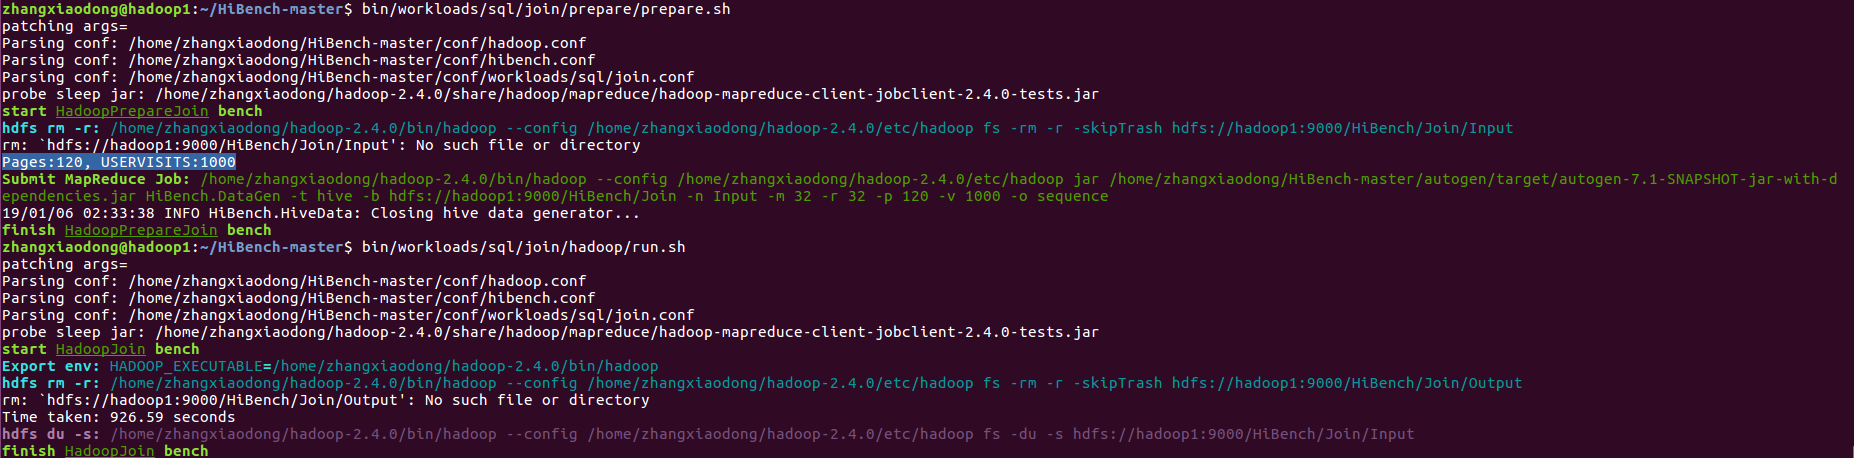 zhangxiaodong@hadoop1:~/HiBench-master$ bin/workloads/sql/join/prepare/prepare.sh
patching args=
Parsing conf: /home/zhangxiaodong/HiBench-master/conf/hadoop.conf
Parsing conf: /home/zhangxiaodong/HiBench-master/conf/hibench.conf
Parsing conf: /home/zhangxiaodong/HiBench-master/conf/workloads/sql/join.conf
probe sleep jar: /home/zhangxiaodong/hadoop-2.4.0/share/hadoop/mapreduce/hadoop-mapreduce-client-jobclient-2.4.0-tests.jar
start HadoopPrepareJoin bench
hdfs rm -r: /home/zhangxiaodong/hadoop-2.4.0/bin/hadoop --config /home/zhangxiaodong/hadoop-2.4.0/etc/hadoop fs -rm -r -skipTrash hdfs://hadoop1:9000/HiBench/Join/Input
rm: `hdfs://hadoop1:9000/HiBench/Join/Input': No such file or directory
Pages:120, USERVISITS:1000
Submit MapReduce Job: /home/zhangxiaodong/hadoop-2.4.0/bin/hadoop --config /home/zhangxiaodong/hadoop-2.4.0/etc/hadoop jar /home/zhangxiaodong/HiBench-master/autogen/target/autogen-7.1-SNAPSHOT-jar-with-d
ependencies.jar HiBench.DataGen -t hive -b hdfs://hadoop1:9000/HiBench/Join -n Input -m 32 -r 32 -p 120 -v 1000 -o sequence
19/01/06 02:33:38 INFO HiBench.HiveData: Closing hive data generator...
finish HadoopPrepareJoin bench
zhangxiaodong@hadoop1:~/HiBench-master$ bin/workloads/sql/join/hadoop/run.sh
patching args=
Parsing conf: /home/zhangxiaodong/HiBench-master/conf/hadoop.conf
Parsing conf: /home/zhangxiaodong/HiBench-master/conf/hibench.conf
Parsing conf: /home/zhangxiaodong/HiBench-master/conf/workloads/sql/join.conf
probe sleep jar: /home/zhangxiaodong/hadoop-2.4.0/share/hadoop/mapreduce/hadoop-mapreduce-client-jobclient-2.4.0-tests.jar
start HadoopJoin bench
Export env: HADOOP_EXECUTABLE=/home/zhangxiaodong/hadoop-2.4.0/bin/hadoop
hdfs rm -r: /home/zhangxiaodong/hadoop-2.4.0/bin/hadoop --config /home/zhangxiaodong/hadoop-2.4.0/etc/hadoop fs -rm -r -skipTrash hdfs://hadoop1:9000/HiBench/Join/Output
rm: `hdfs://hadoop1:9000/HiBench/Join/Output': No such file or directory
Time taken: 926.59 seconds
hdfs du -s: /home/zhangxiaodong/hadoop-2.4.0/bin/hadoop --config /home/zhangxiaodong/hadoop-2.4.0/etc/hadoop fs -du -s hdfs://hadoop1:9000/HiBench/Join/Input
finish HadoopJoin bench